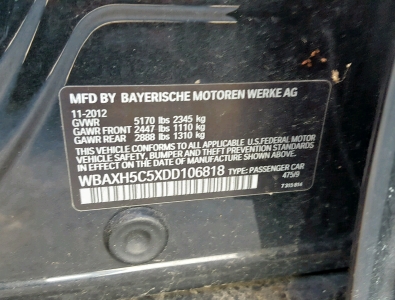 MFD BY BAYERISCHE MOTOREN WERKE AG
11-2012
GVWR 5170 lbs 2345 kg
GAWR FRONT 2447 lbs 1110 kg
GAWR REAR 2888 lbs 1310 kg
THIS VEHICLE CONFORMS TO ALL APPLICABLE U.S. FEDERAL MOTOR
VEHICLE SAFETY, BUMPER, AND THEFT PREVENTION STANDARDS IN
EFFECT ON THE DATE OF MANUFACTURE SHOWN ABOVE.
WBAXH5C5XDD106818 TYPE: PASSENGER CAR
475/9